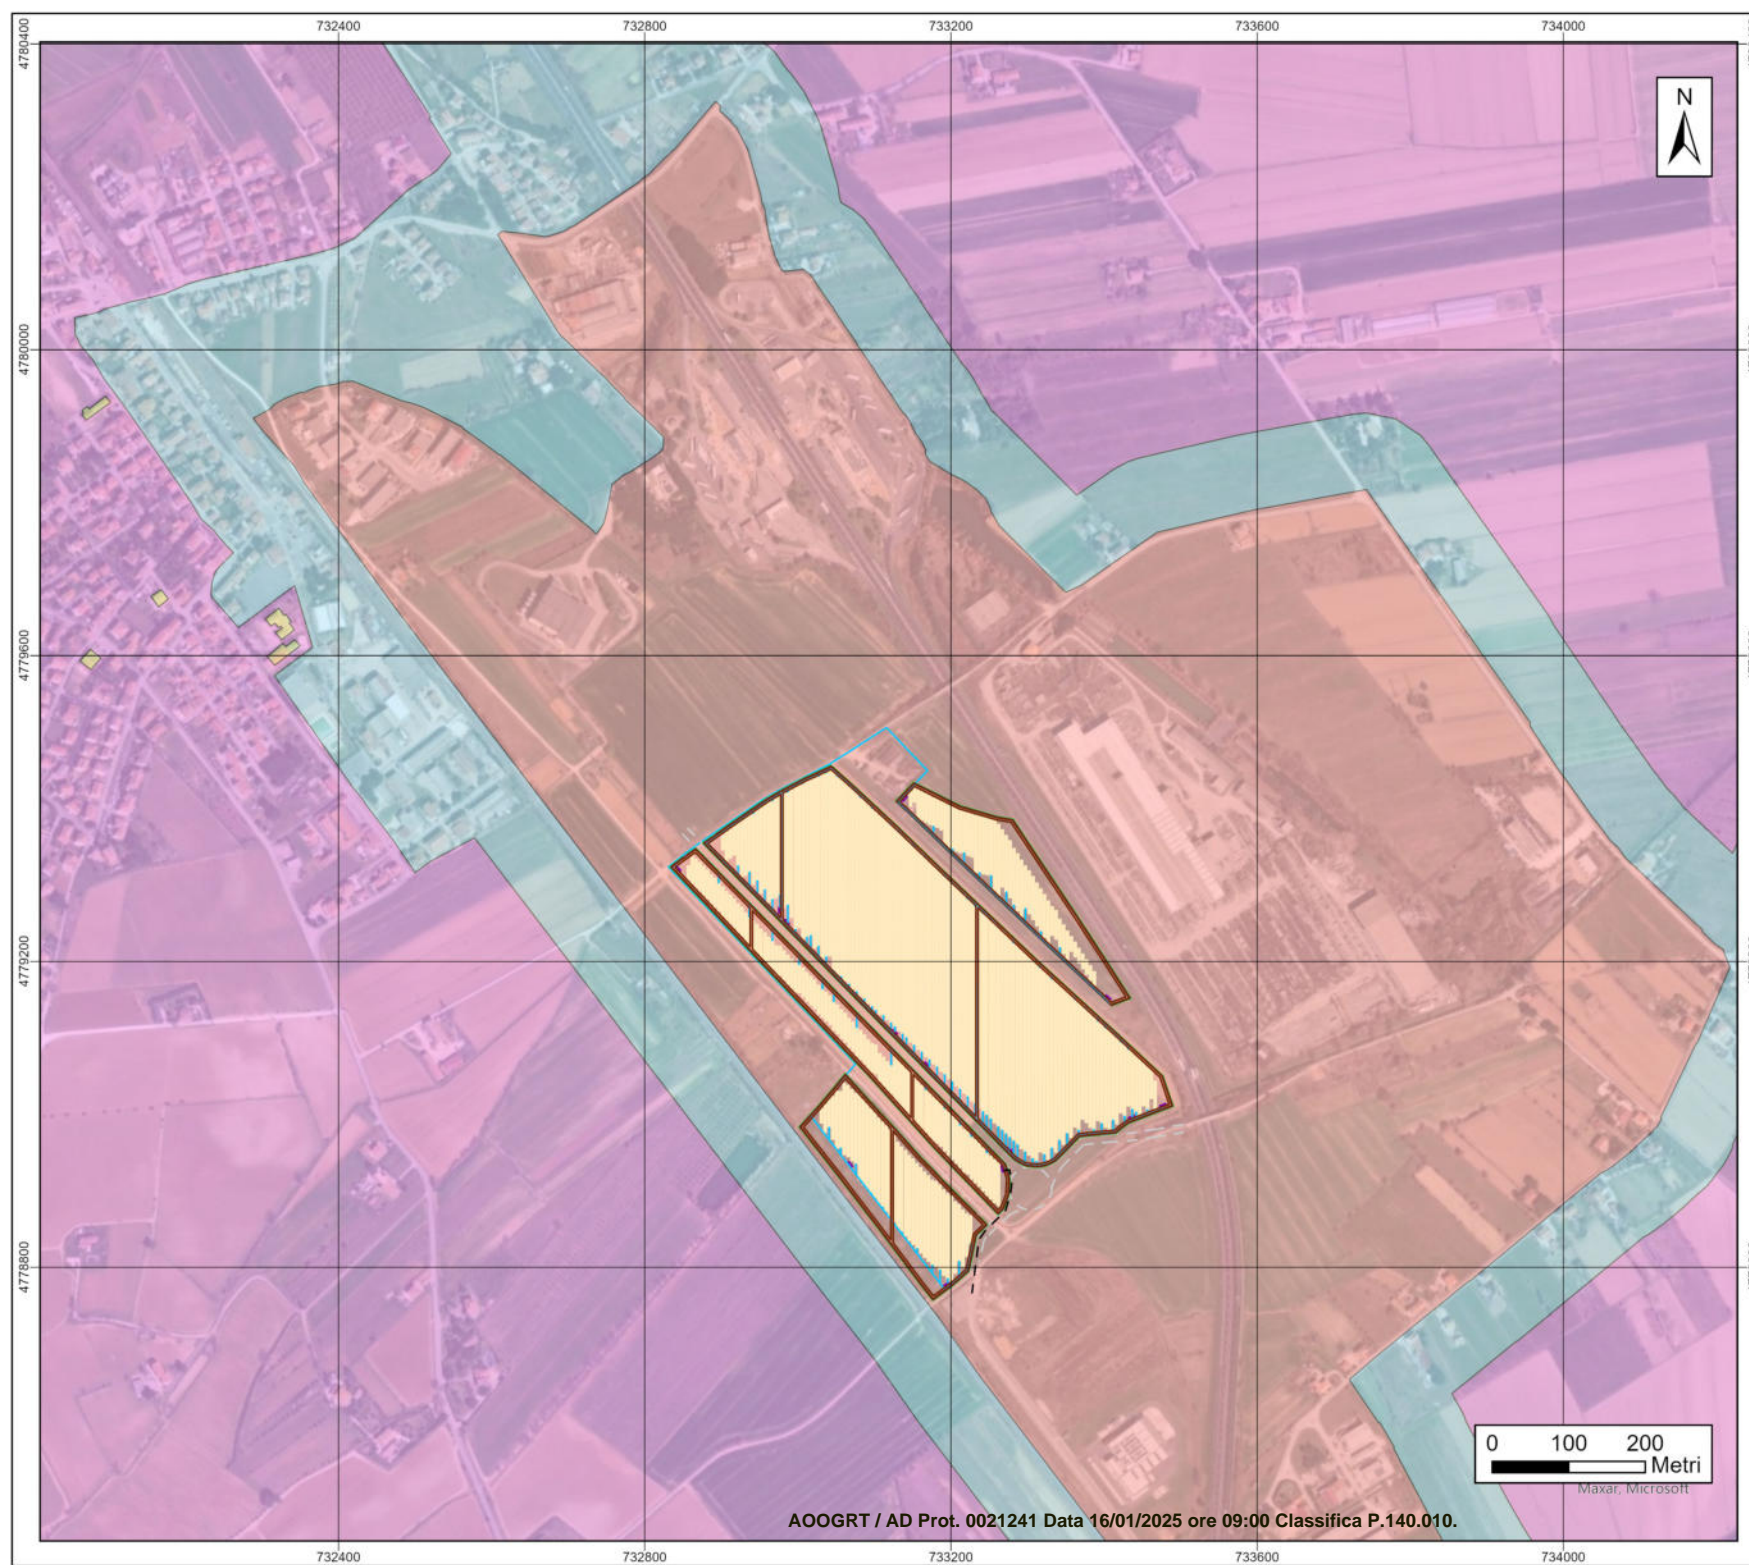 732400 732800 733200 733600 734000
4780400
N
4780000
4779600
4779200
4778800
0 100 200
Metri
Maxar, Microsoft
AOOGRT / AD Prot. 0021241 Data 16/01/2025 ore 09:00 Classifica P.140.010.
732400 732800 733200 733600 734000